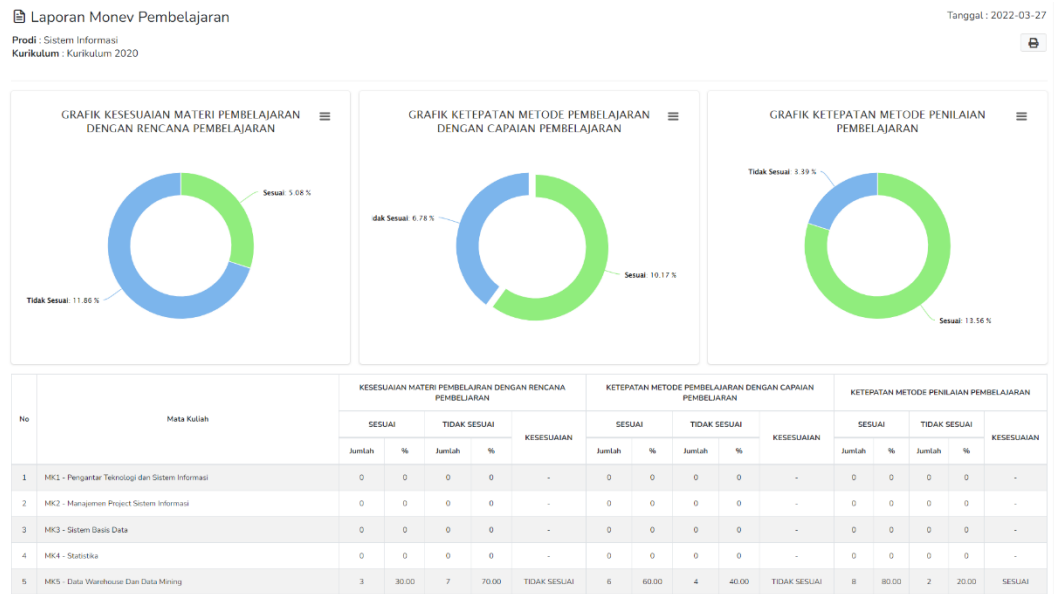 Laporan Monev Pembelajaran
Tanggal : 2022-03-27
Prodi : Sistem Informasi
Kurikulum : Kurikulum 2020
GRAFIK KESESUAIAN MATERI PEMBELAJARAN
DENGAN RENCANA PEMBELAJARAN
Sesuai: 5.08 %
Tidak Sesuai: 11.86 %
GRAFIK KETEPATAN METODE PEMBELAJARAN
DENGAN CAPAIAN PEMBELAJARAN
idak Sesuai: 6.78 %
Sesuai: 10.17 %
GRAFIK KETEPATAN METODE PENILAIAN
PEMBELAJARAN
Tidak Sesuai: 3.39 %
Sesuai: 13.56 %
No
Mata Kuliah
KESESUAIAN MATERI PEMBELAJRAN DENGAN RENCANA
PEMBELJARAN
KETEPATAN METODE PEMBELAJARAN DENGAN CAPAIAN
PEMBELJARAN
KETEPATAN METODE PENILAIAN PEMBELAJARAN
SESUAI TIDAK SESUAI KESESUAIAN SESUAI TIDAK SESUAI KESESUAIAN SESUAI TIDAK SESUAI KESESUAIAN
Jumlah % Jumlah % Jumlah % Jumlah % Jumlah % Jumlah %
1 MK1 - Pengantar Teknologi dan Sistem Informasi 0 0 0 0 - 0 0 0 0 - 0 0 0 0 -
2 MK2 - Manajemen Project Sistem Informasi 0 0 0 0 - 0 0 0 0 - 0 0 0 0 -
3 MK3 - Sistem Basis Data 0 0 0 0 - 0 0 0 0 - 0 0 0 0 -
4 MK4 - Statistika 0 0 0 0 - 0 0 0 0 - 0 0 0 0 -
5 MK5 - Data Warehouse Dan Data Mining 3 30.00 7 70.00 TIDAK SESUAI 6 60.00 4 40.00 TIDAK SESUAI 8 80.00 2 20.00 SESUAI